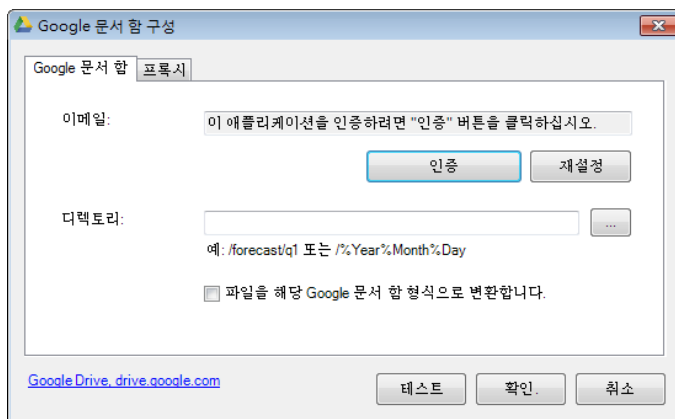 Google 문서 함 구성
Google 문서 함 프록시
이메일: 이 애플리케이션을 인증하려면 "인증" 버튼을 클릭하십시오.
인증 재설정
디렉토리: ...
예: /forecast/q1 또는 /%Year%Month%Day
파일을 해당 Google 문서 함 형식으로 변환합니다.
Google Drive, drive.google.com 테스트 확인. 취소